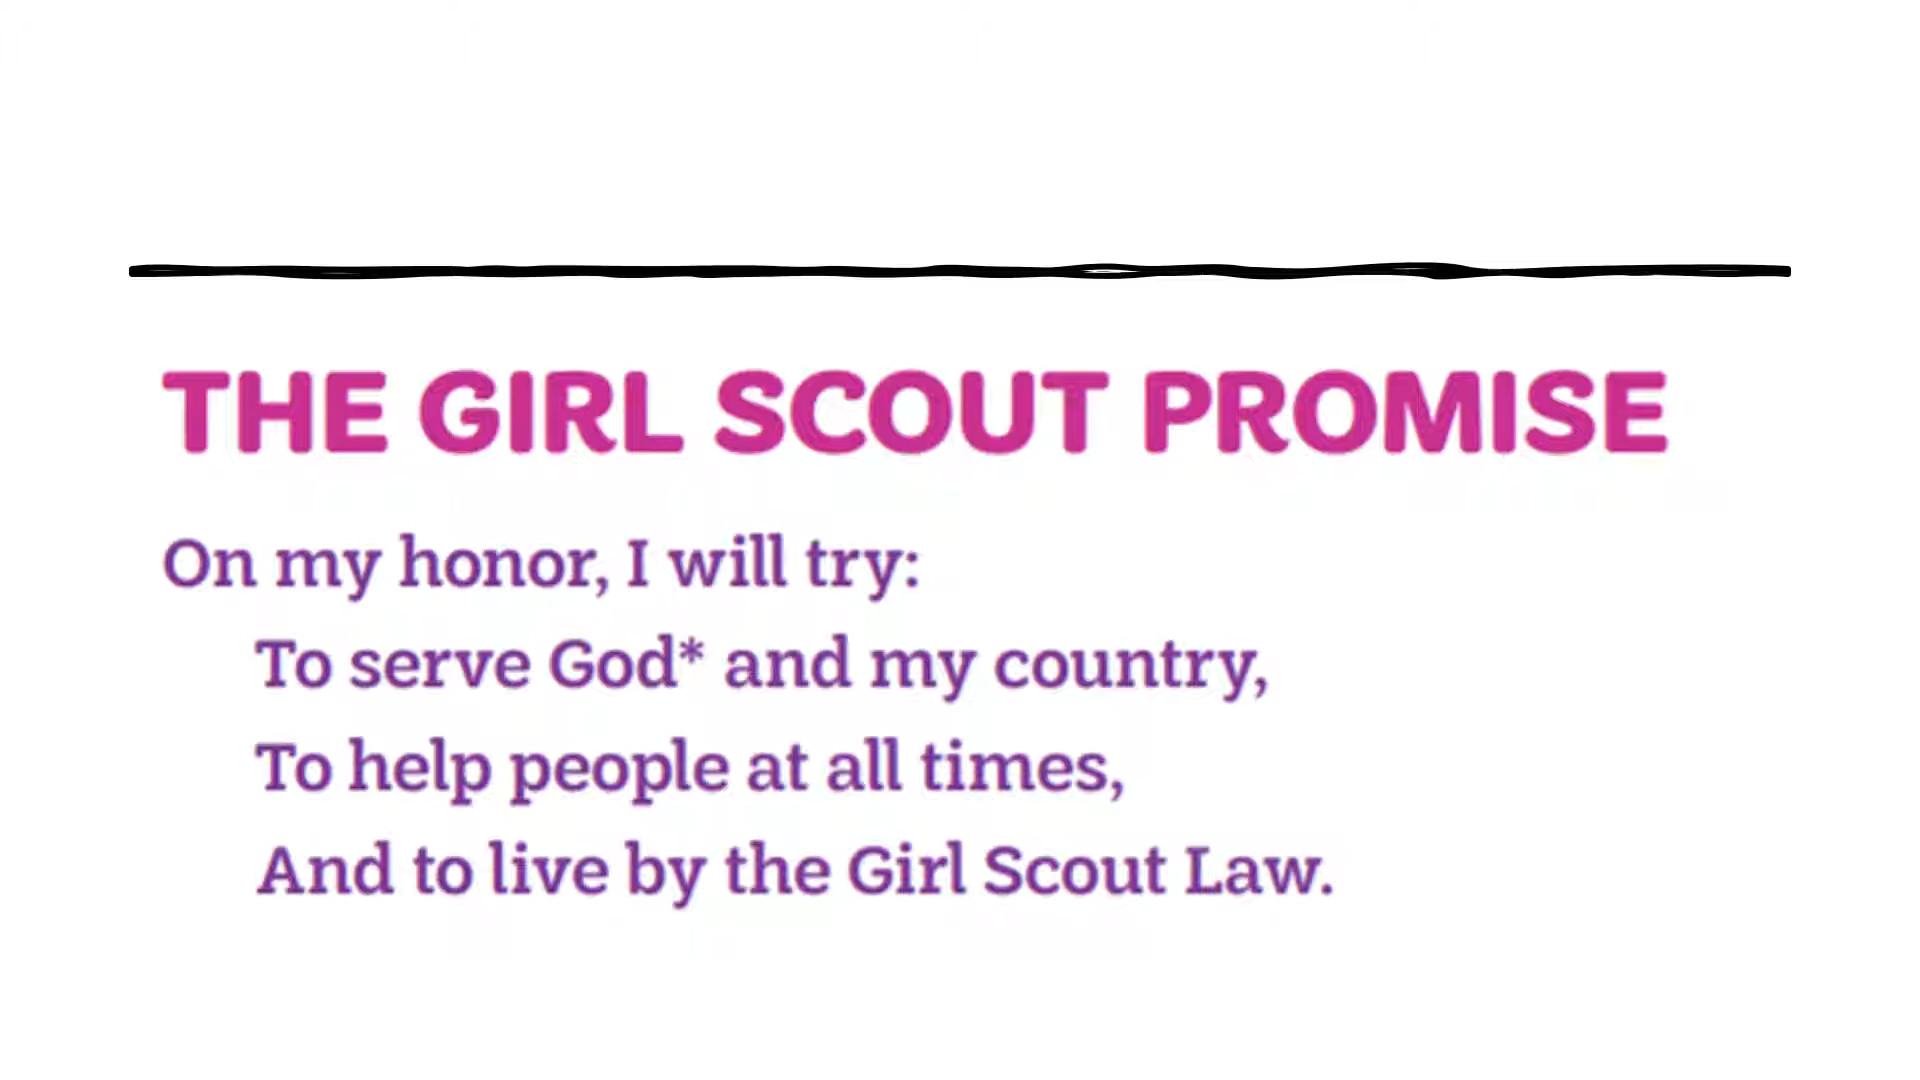 THE GIRL SCOUT PROMISE
On my honor, I will try:
To serve God* and my country,
To help people at all times,
And to live by the Girl Scout Law.